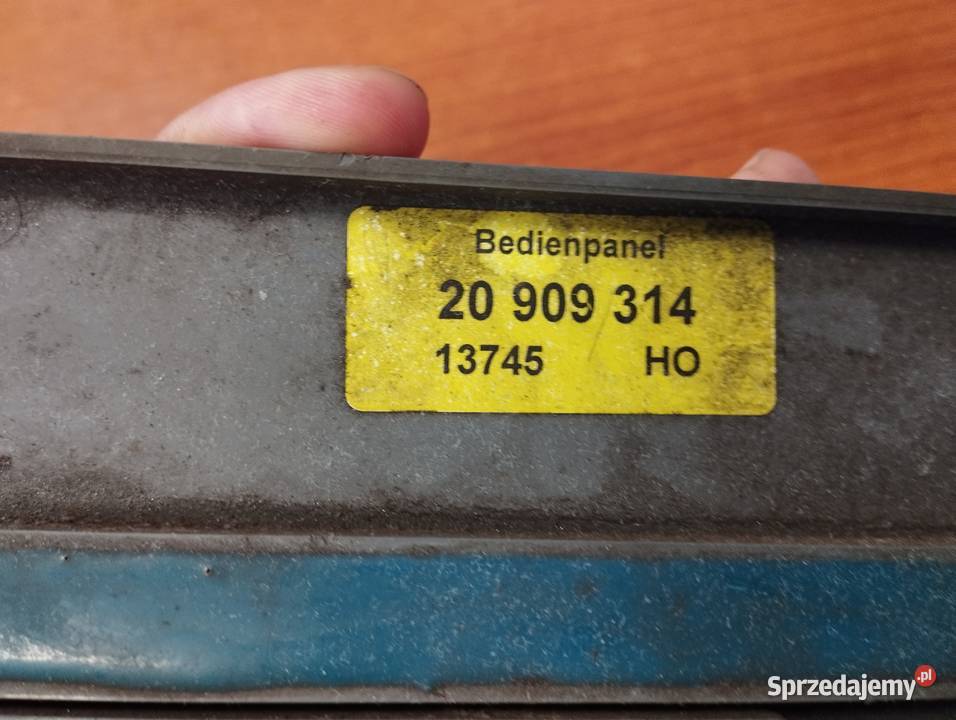 Bedienpanel
20 909 314
13745 HO
Sprzedajemy.pl